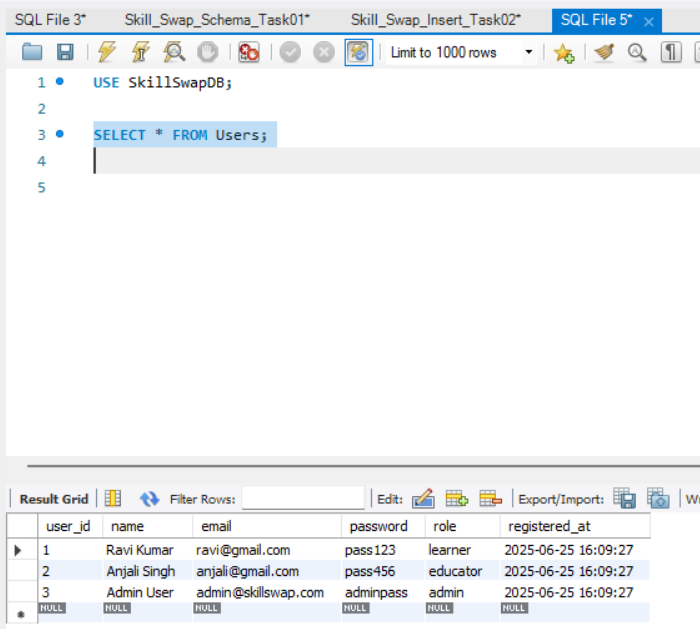 SQL File 3* Skill_Swap_Schema_Task01* Skill_Swap_Insert_Task02* SQL File 5* ×
Limit to 1000 rows
1 USE SkillSwapDB;
2
3 SELECT * FROM Users;
4
5
Result Grid Filter Rows: Edit: Export/Import:
user_id name email password role registered_at
1 Ravi Kumar ravi@gmail.com pass123 learner 2025-06-25 16:09:27
2 Anjali Singh anjali@gmail.com pass456 educator 2025-06-25 16:09:27
3 Admin User admin@skillswap.com adminpass admin 2025-06-25 16:09:27
NULL NULL NULL NULL NULL NULL